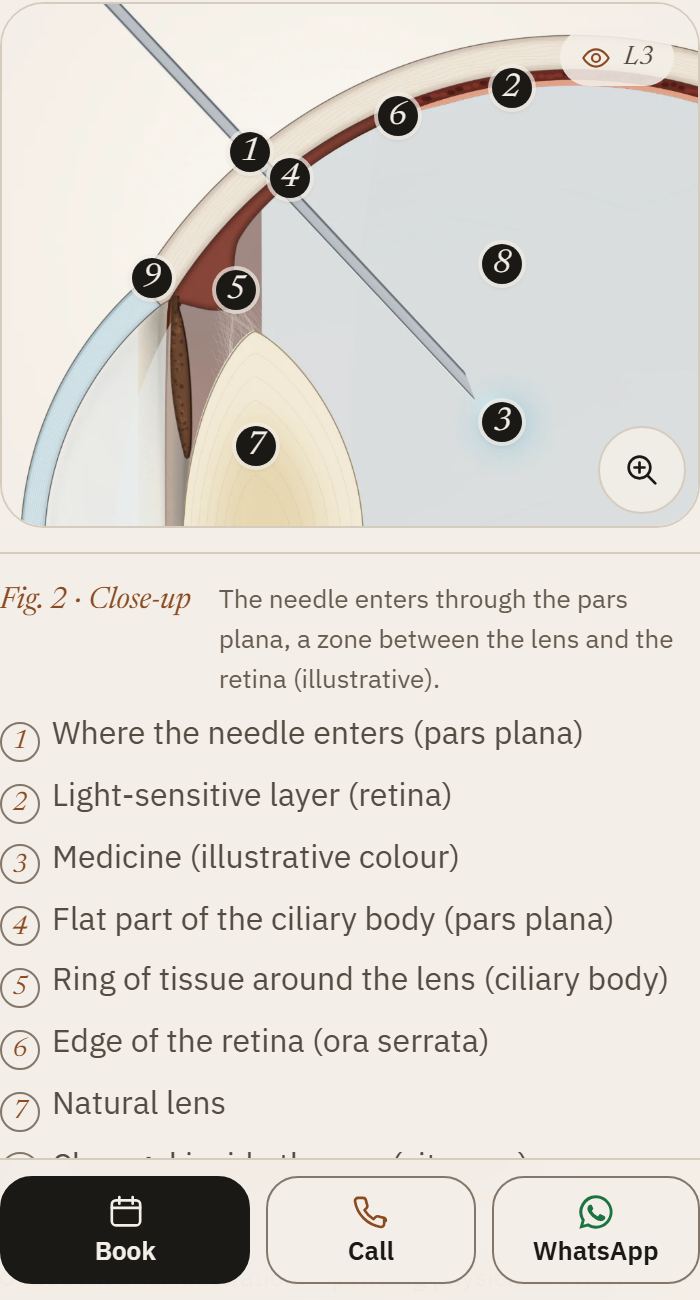 L3
2
6
1
4
8
9
5
3
7
Fig. 2 · Close-up
The needle enters through the pars
plana, a zone between the lens and the
retina (illustrative).
1 Where the needle enters (pars plana)
2 Light-sensitive layer (retina)
3 Medicine (illustrative colour)
4 Flat part of the ciliary body (pars plana)
5 Ring of tissue around the lens (ciliary body)
6 Edge of the retina (ora serrata)
7 Natural lens
Book
Call
WhatsApp